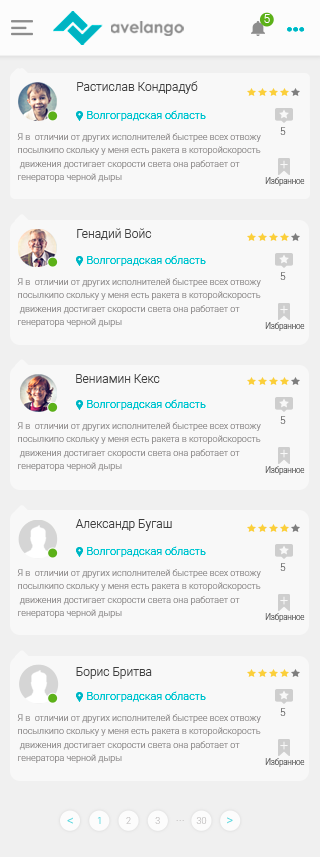 avelango
5
Растислав Кондрадуб
Волгоградская область
5
Я в отличии от других исполнителей быстрее всех отвожу
посылкипо скольку у меня есть ракета в которойскорость
движения достигает скорости света она работает от
генератора черной дыры
Избранное
Генадий Войс
Волгоградская область
5
Я в отличии от других исполнителей быстрее всех отвожу
посылкипо скольку у меня есть ракета в которойскорость
движения достигает скорости света она работает от
генератора черной дыры
Избранное
Вениамин Кекс
Волгоградская область
5
Я в отличии от других исполнителей быстрее всех отвожу
посылкипо скольку у меня есть ракета в которойскорость
движения достигает скорости света она работает от
генератора черной дыры
Избранное
Александр Бугаш
Волгоградская область
5
Я в отличии от других исполнителей быстрее всех отвожу
посылкипо скольку у меня есть ракета в которойскорость
движения достигает скорости света она работает от
генератора черной дыры
Избранное
Борис Бритва
Волгоградская область
5
Я в отличии от других исполнителей быстрее всех отвожу
посылкипо скольку у меня есть ракета в которойскорость
движения достигает скорости света она работает от
генератора черной дыры
Избранное
< 1 2 3 ... 30 >